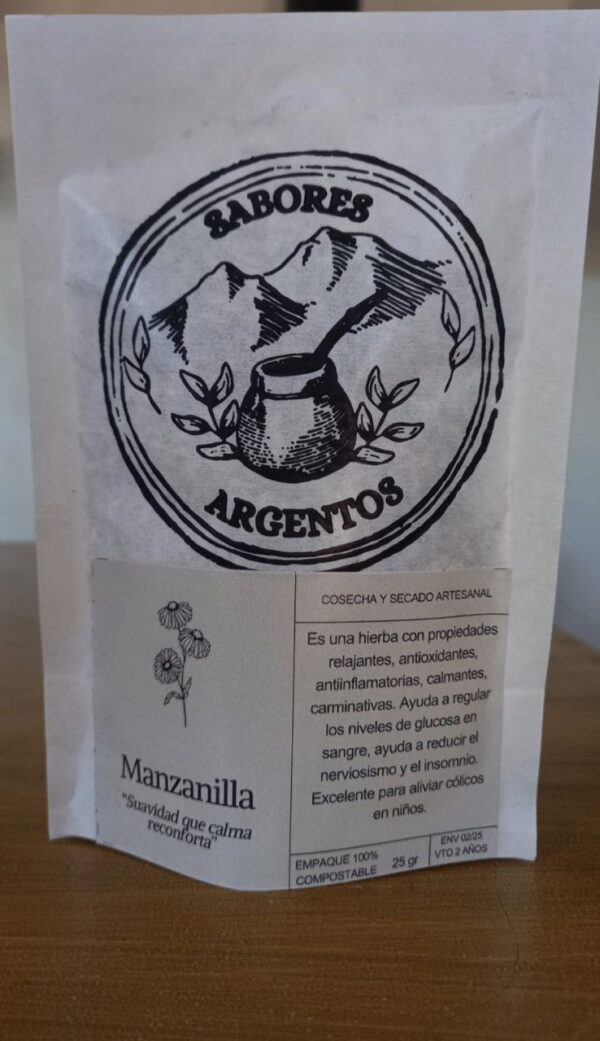 SABORES
ARGENTOS
Manzanilla
"Suavidad que calma
reconforta"
COSECHA Y SECADO ARTESANAL
Es una hierba con propiedades
relajantes, antioxidantes,
antiinflamatorias, calmantes,
carminativas. Ayuda a regular
los niveles de glucosa en
sangre, ayuda a reducir el
nerviosismo y el insomnio.
Excelente para aliviar cólicos
en niños.
EMPAQUE 100%
COMPOSTABLE
25 gr
ENV 02/25
VTO 2 AÑOS